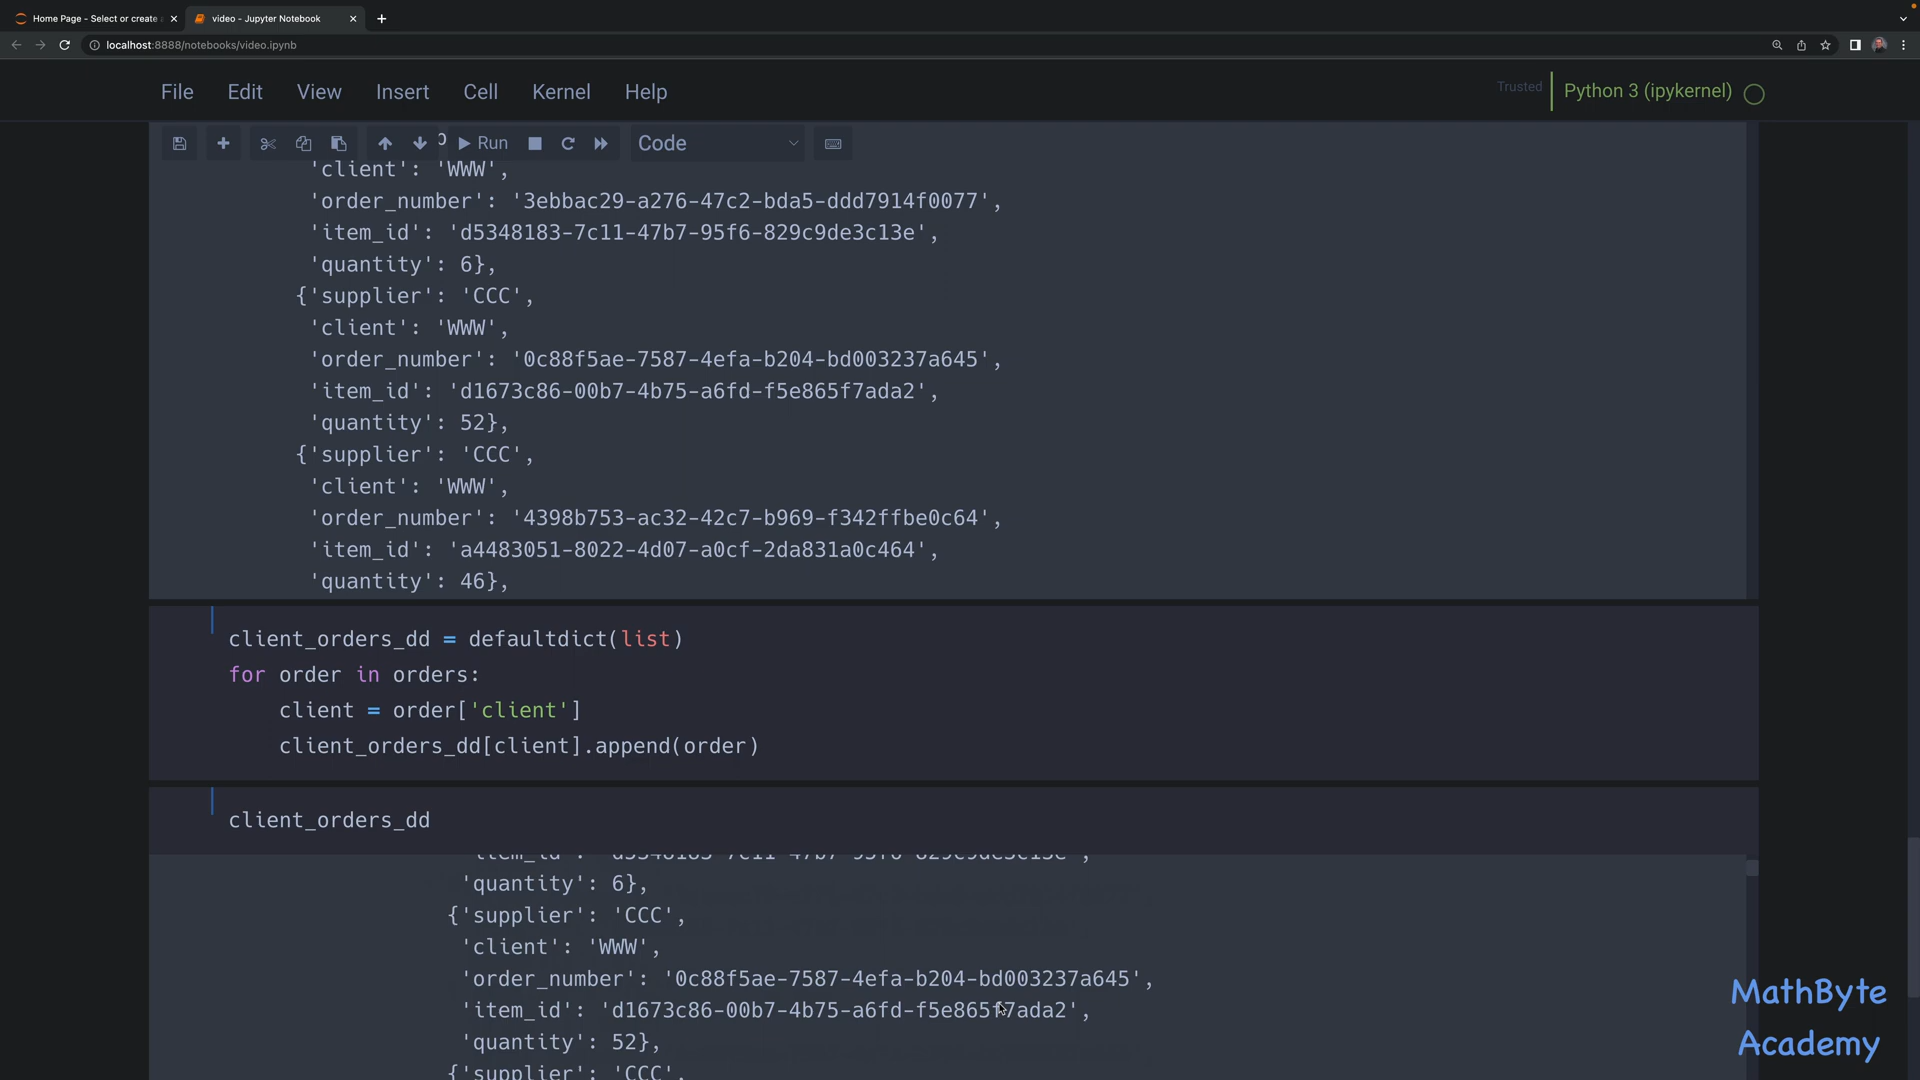 Home Page - Select or create
video - Jupyter Notebook
localhost:8888/notebooks/video.ipynb
File Edit View Insert Cell Kernel Help
Trusted
Python 3 (ipykernel)
Run
Code
'client': 'WWW',
'order_number': '3ebbac29-a276-47c2-bda5-ddd7914f0077',
'item_id': 'd5348183-7c11-47b7-95f6-829c9de3c13e',
'quantity': 6},
{'supplier': 'CCC',
'client': 'WWW',
'order_number': '0c88f5ae-7587-4efa-b204-bd003237a645',
'item_id': 'd1673c86-00b7-4b75-a6fd-f5e865f7ada2',
'quantity': 52},
{'supplier': 'CCC',
'client': 'WWW',
'order_number': '4398b753-ac32-42c7-b969-f342ffbe0c64',
'item_id': 'a4483051-8022-4d07-a0cf-2da831a0c464',
'quantity': 46},
client_orders_dd = defaultdict(list)
for order in orders:
client = order['client']
client_orders_dd[client].append(order)
client_orders_dd
'item_id': 'd5348183-7c11-47b7-95f6-829c9de3c13e',
'quantity': 6},
{'supplier': 'CCC',
'client': 'WWW',
'order_number': '0c88f5ae-7587-4efa-b204-bd003237a645',
'item_id': 'd1673c86-00b7-4b75-a6fd-f5e865f7ada2',
'quantity': 52},
{'supplier': 'CCC',
MathByte
Academy